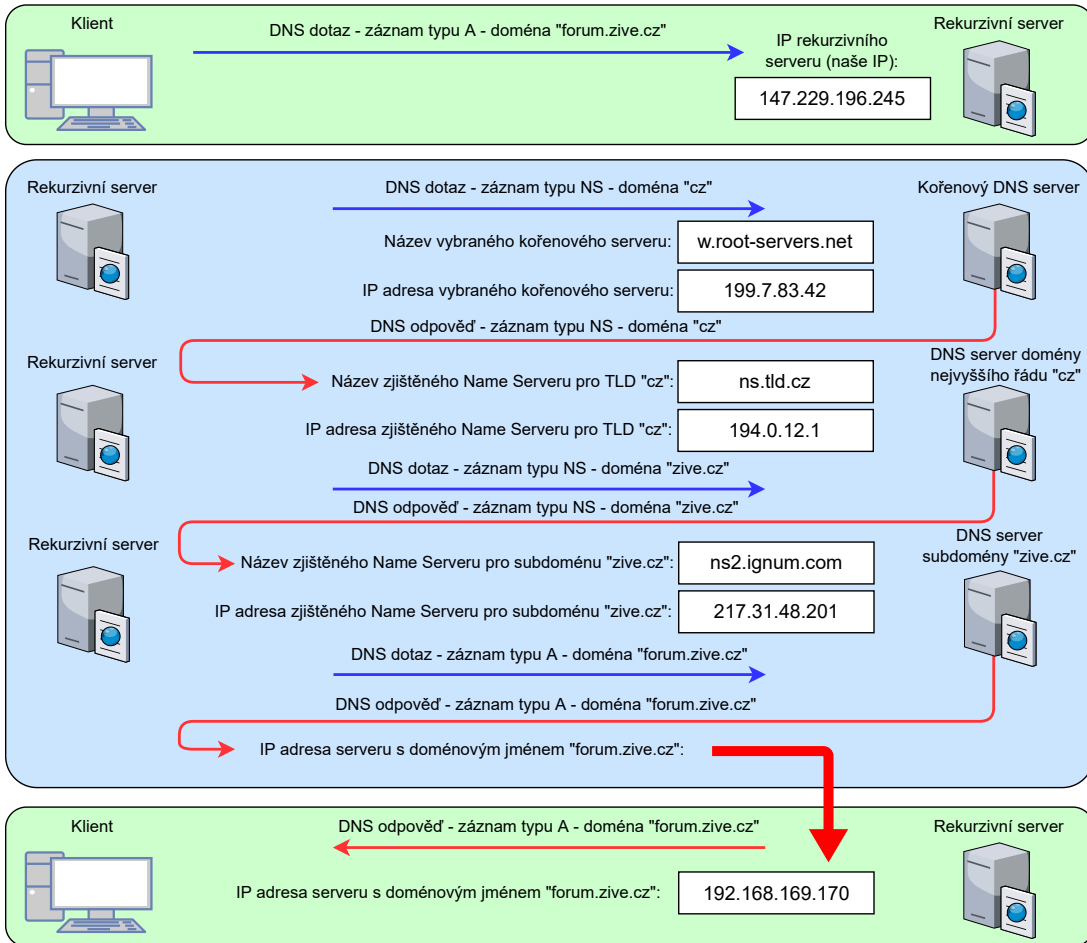 Klient
DNS dotaz - záznam typu A - doména "forum.zive.cz"
Rekurzivní server
IP rekurzivního
serveru (naše IP):
147.229.196.245
Rekurzivní server
DNS dotaz - záznam typu NS - doména "cz"
Kořenový DNS server
Název vybraného kořenového serveru:
w.root-servers.net
IP adresa vybraného kořenového serveru:
199.7.83.42
DNS odpověď - záznam typu NS - doména "cz"
Rekurzivní server
DNS server domény
nejvyššího řádu "cz"
Název zjištěného Name Serveru pro TLD "cz":
ns.tld.cz
IP adresa zjištěného Name Serveru pro TLD "cz":
194.0.12.1
DNS dotaz - záznam typu NS - doména "zive.cz"
DNS odpověď - záznam typu NS - doména "zive.cz"
Rekurzivní server
DNS server
subdomény "zive.cz"
Název zjištěného Name Serveru pro subdoménu "zive.cz":
ns2.ignum.com
IP adresa zjištěného Name Serveru pro subdoménu "zive.cz":
217.31.48.201
DNS dotaz - záznam typu A - doména "forum.zive.cz"
DNS odpověď - záznam typu A - doména "forum.zive.cz"
IP adresa serveru s doménovým jménem "forum.zive.cz":
Klient
DNS odpověď - záznam typu A - doména "forum.zive.cz"
Rekurzivní server
IP adresa serveru s doménovým jménem "forum.zive.cz":
192.168.169.170